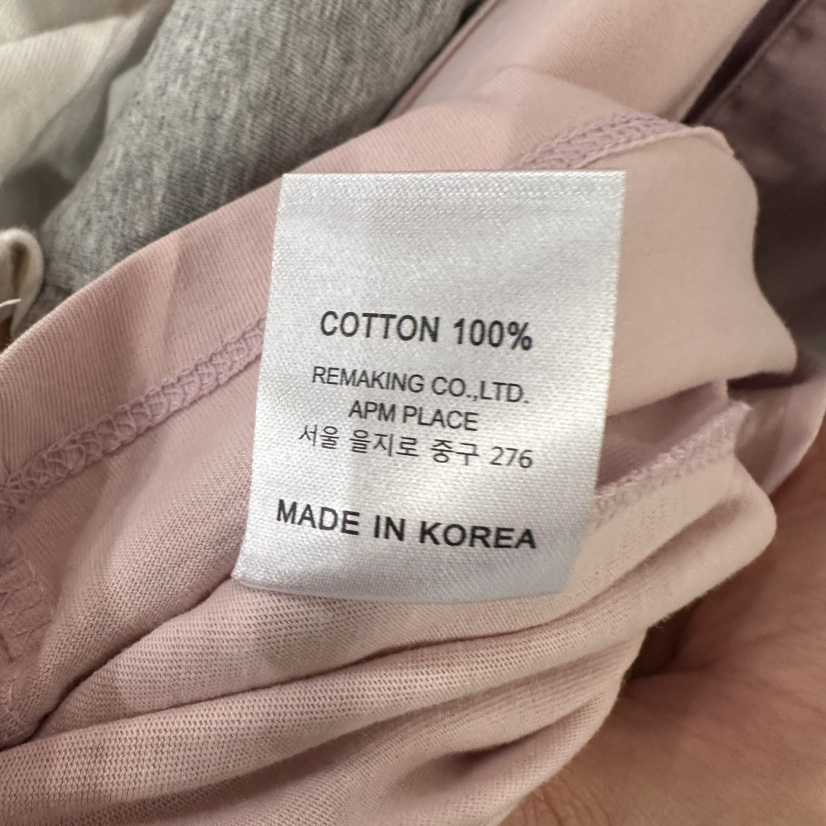 COTTON 100%
REMAKING CO.,LTD.
APM PLACE
서울 을지로 중구 276
MADE IN KOREA